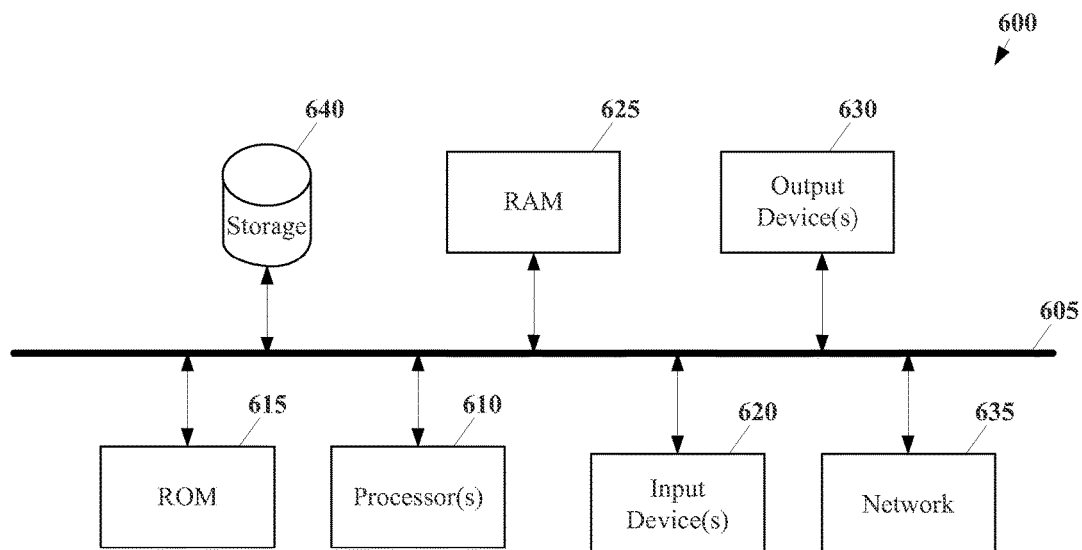 600
640
625
630
Storage
RAM
Output
Device(s)
605
615
610
620
635
ROM
Processor(s)
Input
Device(s)
Network